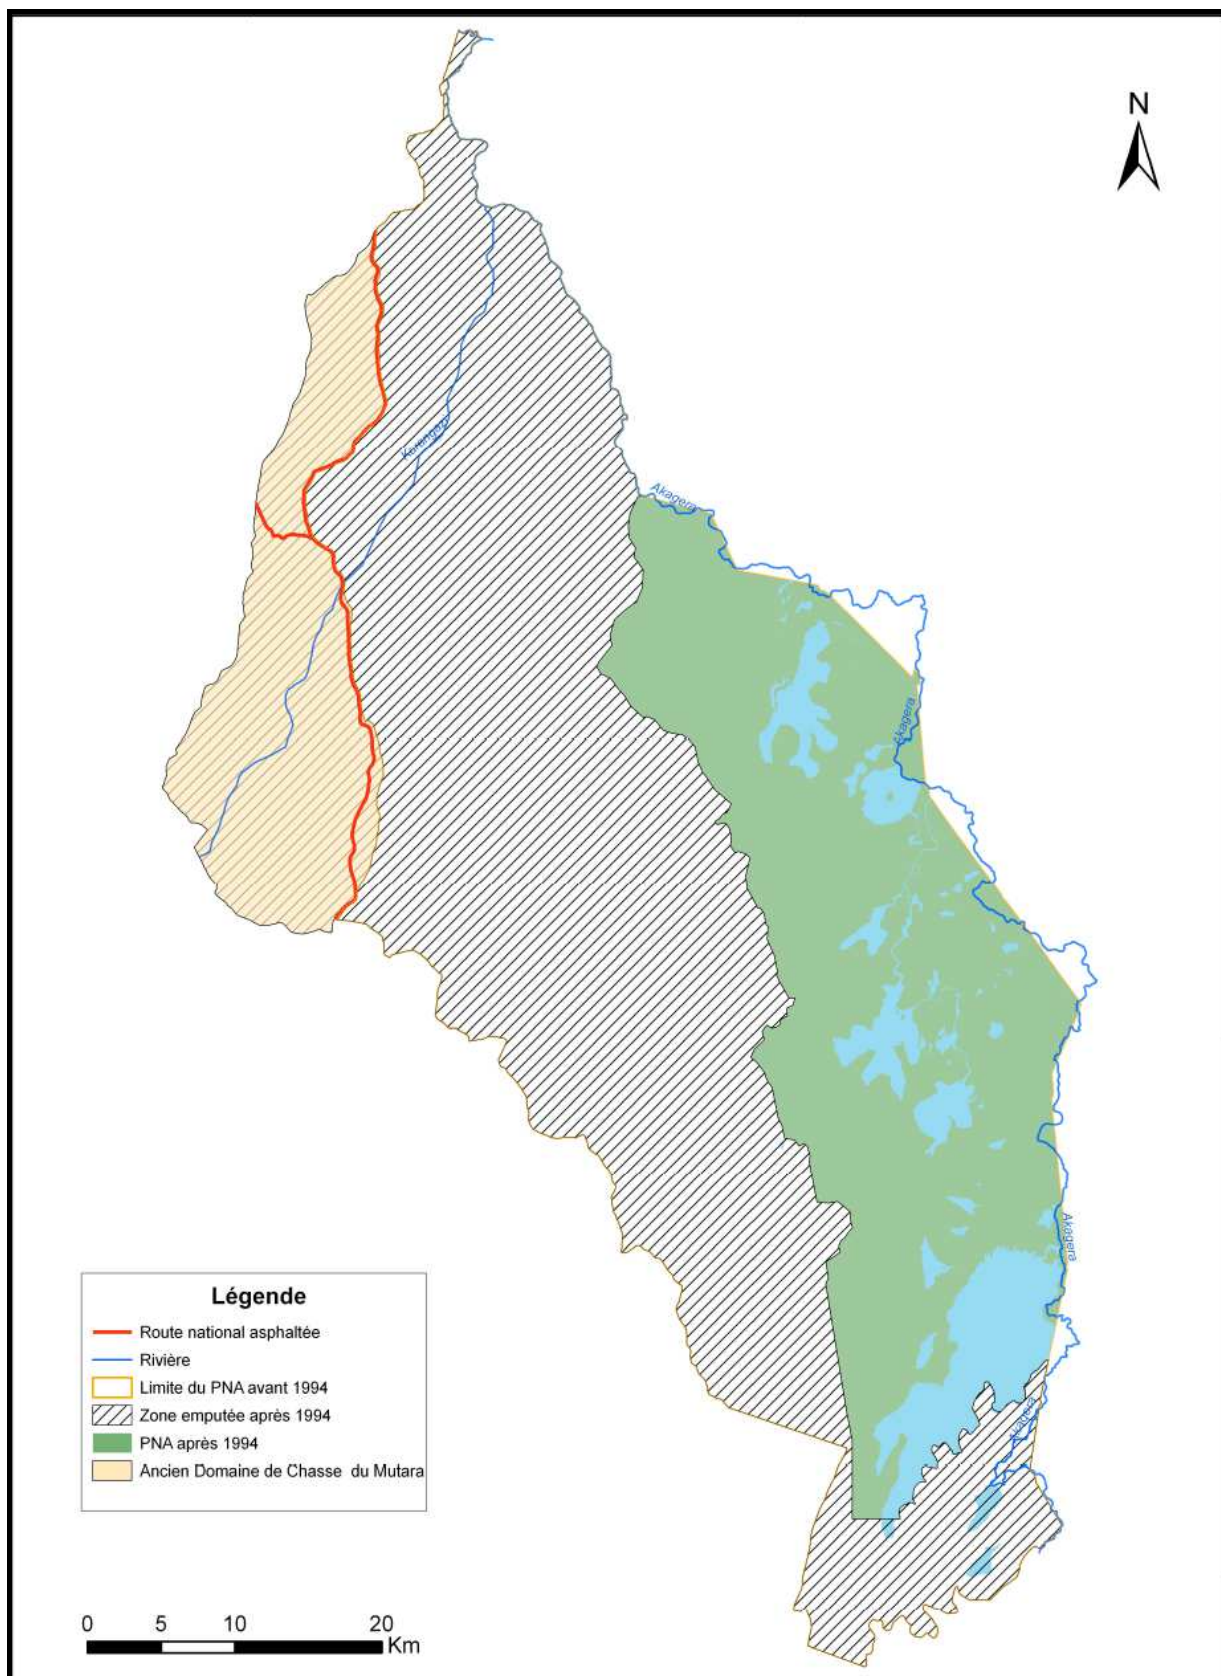 N
Kurungazi
Akagera
Akagera
Akagera
Akagera
Légende
Route national asphaltée
Rivière
Limite du PNA avant 1994
Zone emputée après 1994
PNA après 1994
Ancien Domaine de Chasse du Mutara
0 5 10 20
Km